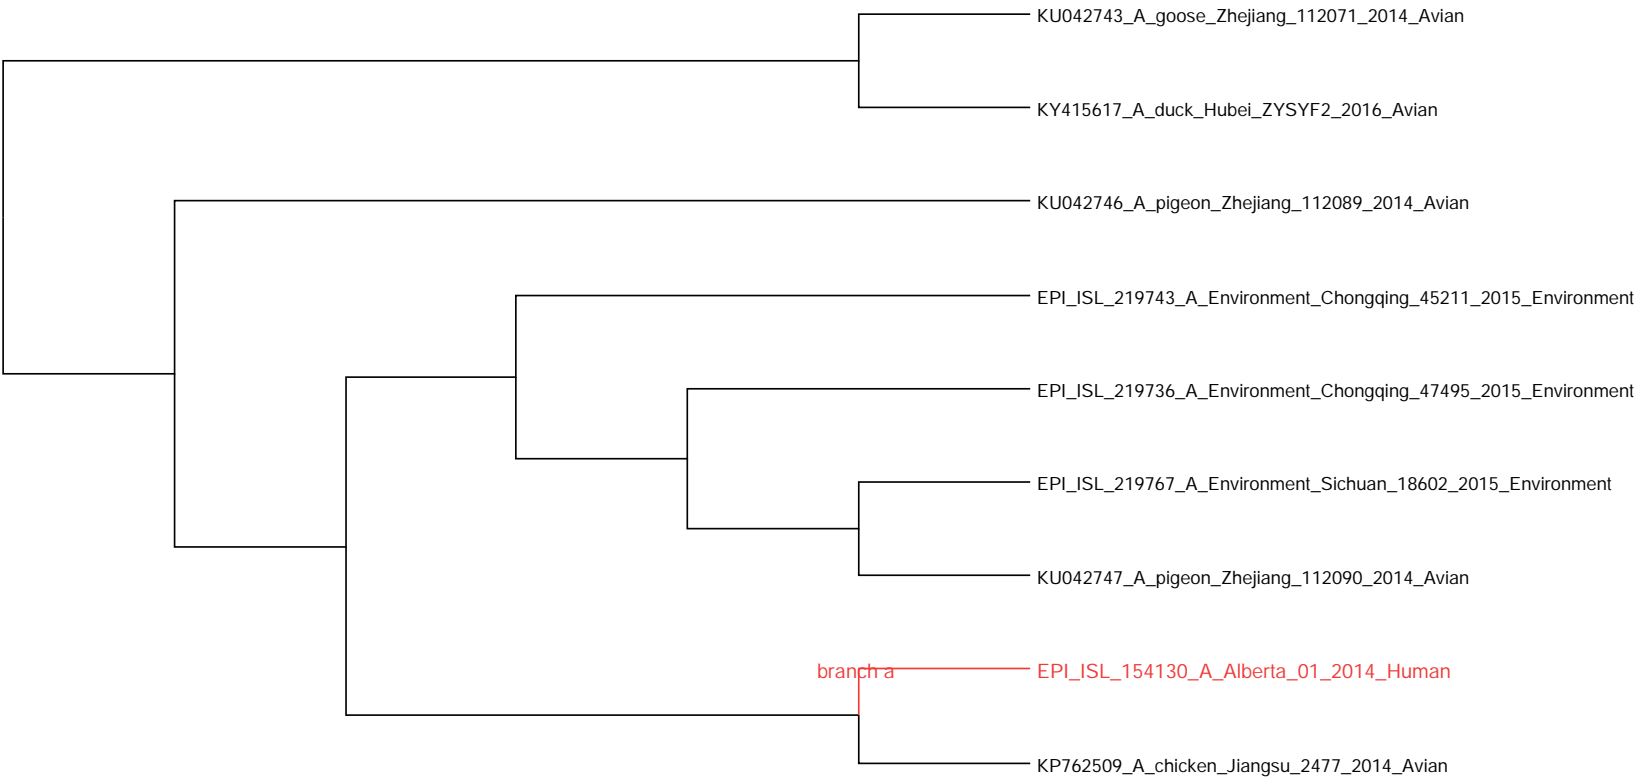 KU042743_A_goose_Zhejiang_112071_2014_Avian
KY415617_A_duck_Hubei_ZYSYF2_2016_Avian
KU042746_A_pigeon_Zhejiang_112089_2014_Avian
EPI_ISL_219743_A_Environment_Chongqing_45211_2015_Environment
EPI_ISL_219736_A_Environment_Chongqing_47495_2015_Environment
EPI_ISL_219767_A_Environment_Sichuan_18602_2015_Environment
KU042747_A_pigeon_Zhejiang_112090_2014_Avian
branch a EPI_ISL_154130_A_Alberta_01_2014_Human
KP762509_A_chicken_Jiangsu_2477_2014_Avian